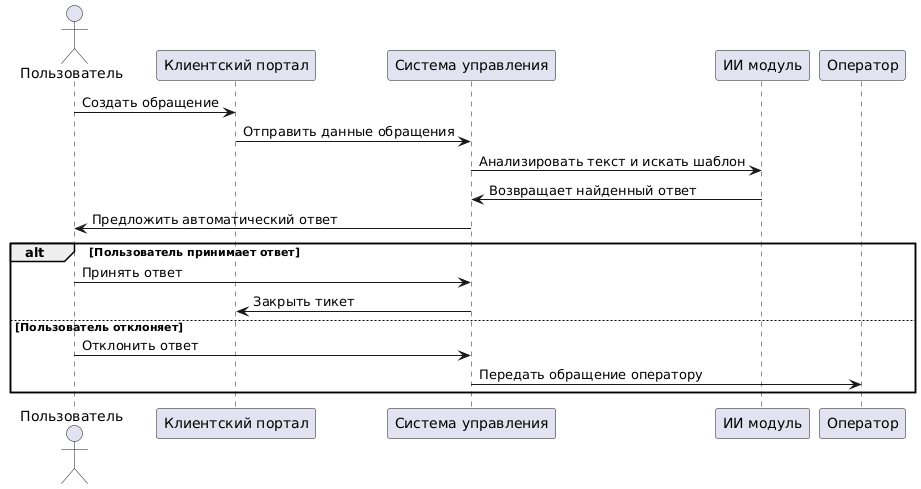 Пользователь
Клиентский портал
Система управления
ИИ модуль
Оператор
Создать обращение
Отправить данные обращения
Анализировать текст и искать шаблон
Возвращает найденный ответ
Предложить автоматический ответ
alt [Пользователь принимает ответ]
Принять ответ
Закрыть тикет
[Пользователь отклоняет]
Отклонить ответ
Передать обращение оператору
Пользователь
Клиентский портал
Система управления
ИИ модуль
Оператор